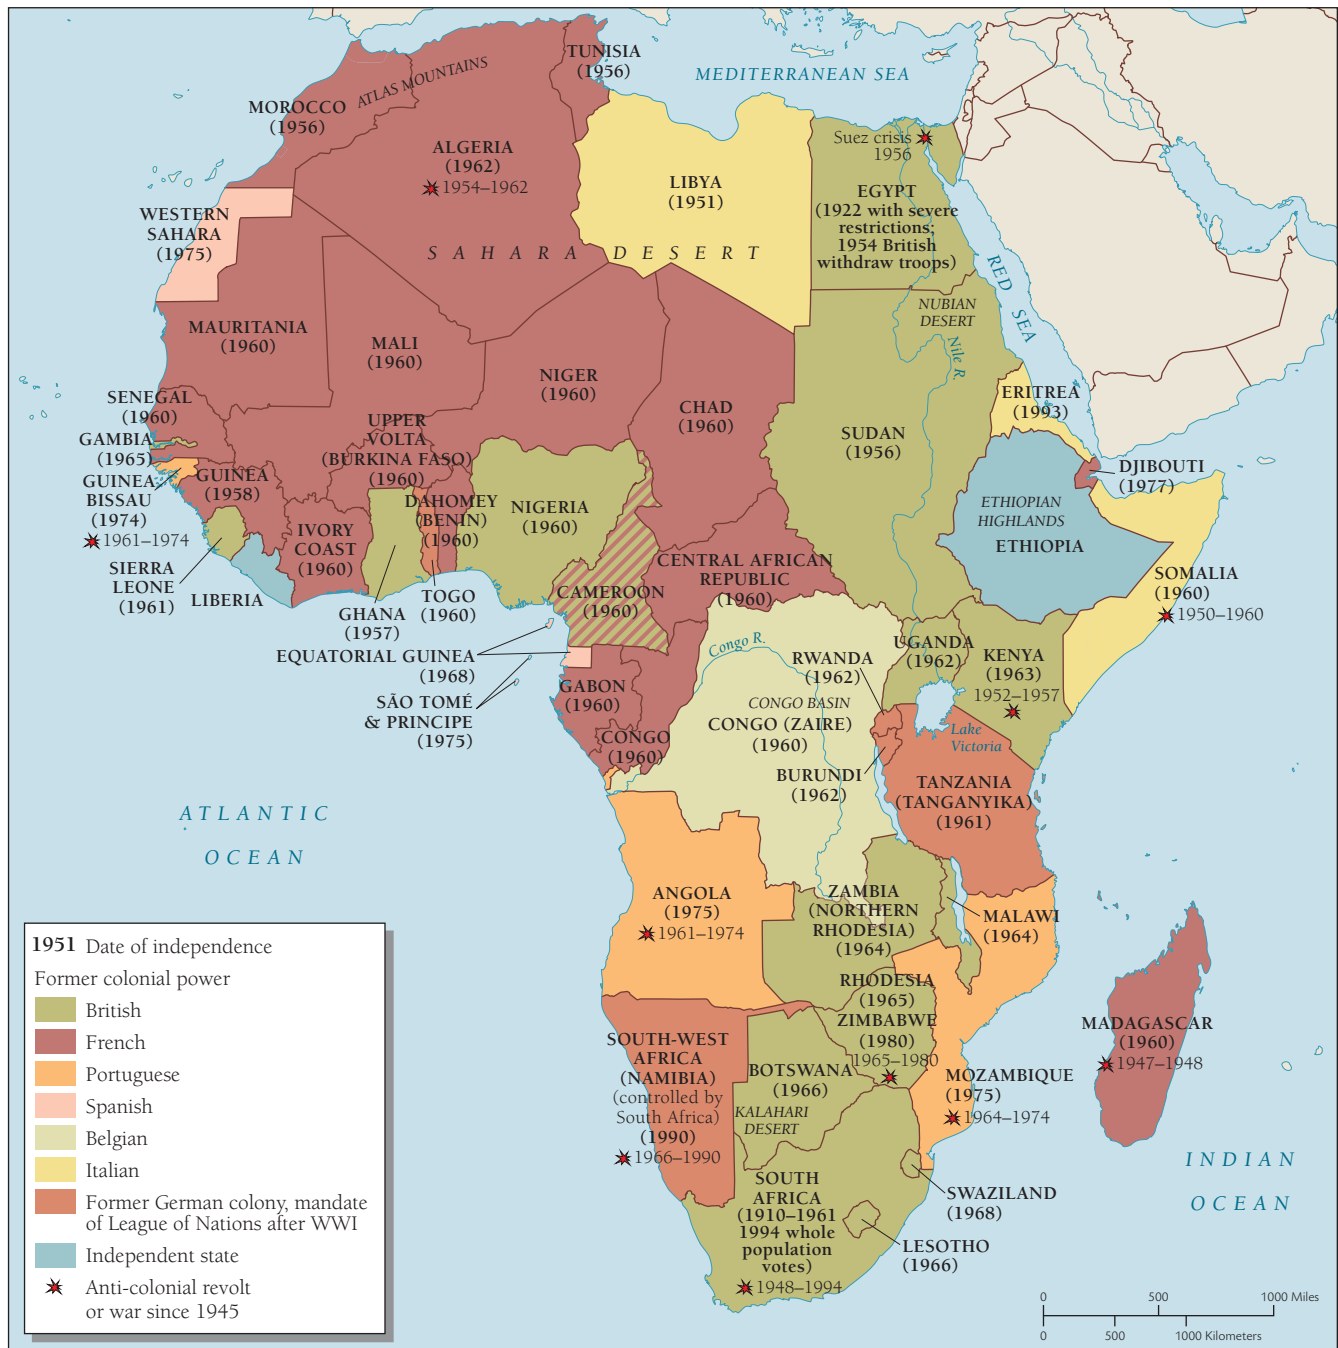 TUNISIA
(1956)
MEDITERRANEAN SEA
ATLAS MOUNTAINS
MOROCCO
(1956)
ALGERIA
(1962)
1954–1962
LIBYA
(1951)
Suez crisis
1956
EGYPT
(1922 with severe
restrictions;
1954 British
withdraw troops)
WESTERN
SAHARA
(1975)
SAHARA DESERT
RED SEA
NUBIAN
DESERT
Nile R.
MAURITANIA
(1960)
MALI
(1960)
NIGER
(1960)
CHAD
(1960)
SUDAN
(1956)
ERITREA
(1993)
SENEGAL
(1960)
GAMBIA
(1965)
GUINEA-
BISSAU
(1974)
1961–1974
GUINEA
(1958)
UPPER
VOLTA
(BURKINA FASO)
(1960)
DAHOMEY
(BENIN)
(1960)
NIGERIA
(1960)
DJIBOUTI
(1977)
ETHIOPIAN
HIGHLANDS
ETHIOPIA
IVORY
COAST
(1960)
SIERRA
LEONE
(1961)
LIBERIA
GHANA
(1957)
TOGO
(1960)
CAMEROON
(1960)
CENTRAL AFRICAN
REPUBLIC
(1960)
SOMALIA
(1960)
1950–1960
EQUATORIAL GUINEA
(1968)
SÃO TOMÉ
& PRINCIPE
(1975)
GABON
(1960)
CONGO
(1960)
Congo R.
RWANDA
(1962)
UGANDA
(1962)
KENYA
(1963)
1952–1957
CONGO BASIN
CONGO (ZAIRE)
(1960)
Lake
Victoria
BURUNDI
(1962)
TANZANIA
(TANGANYIKA)
(1961)
ATLANTIC
OCEAN
ANGOLA
(1975)
1961–1974
ZAMBIA
(NORTHERN
RHODESIA)
(1964)
MALAWI
(1964)
RHODESIA
(1965)
ZIMBABWE
(1980)
1965–1980
MADAGASCAR
(1960)
1947–1948
SOUTH-WEST
AFRICA
(NAMIBIA)
(controlled by
South Africa)
(1990)
1966–1990
BOTSWANA
(1966)
KALAHARI
DESERT
MOZAMBIQUE
(1975)
1964–1974
INDIAN
OCEAN
SOUTH
AFRICA
(1910–1961
1994 whole
population
votes)
1948–1994
SWAZILAND
(1968)
LESOTHO
(1966)
1951 Date of independence
Former colonial power
British
French
Portuguese
Spanish
Belgian
Italian
Former German colony, mandate
of League of Nations after WWI
Independent state
Anti-colonial revolt
or war since 1945
0 500 1000 Miles
0 500 1000 Kilometers